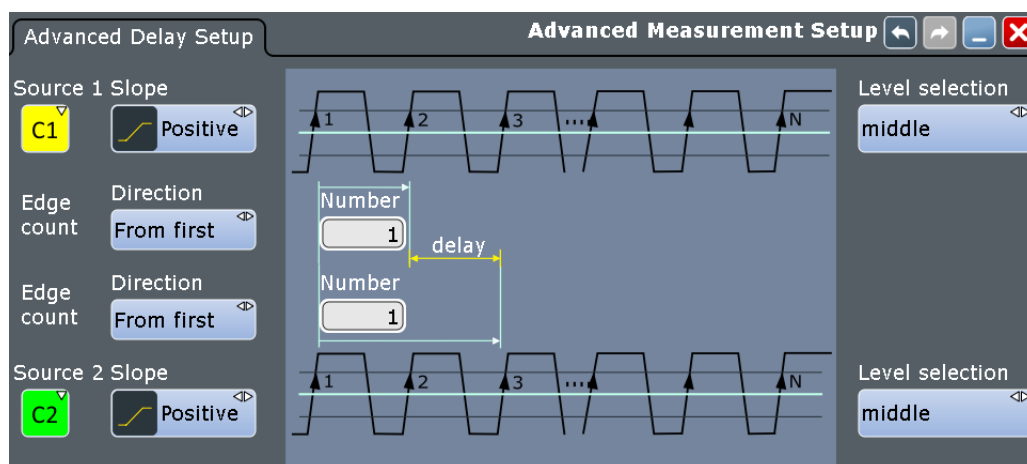 Advanced Delay Setup
Advanced Measurement Setup
Source 1 Slope
Level selection
C1
Positive
1 2 3 .... N
middle
Edge count
Direction
From first
Number
1
delay
Edge count
Direction
From first
Number
1
Source 2 Slope
Level selection
C2
Positive
1 2 3 .... N
middle